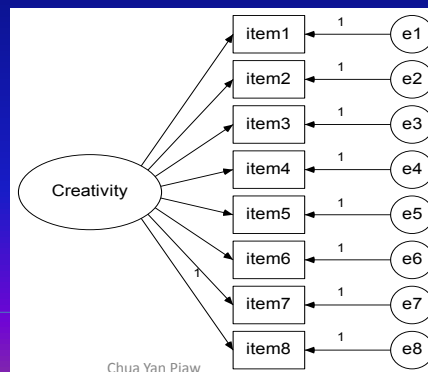 item1 1 e1
item2 1 e2
item3 1 e3
item4 1 e4
Creativity
item5 1 e5
item6 1 e6
1
item7 1 e7
item8 1 e8
Chua Yan Piaw